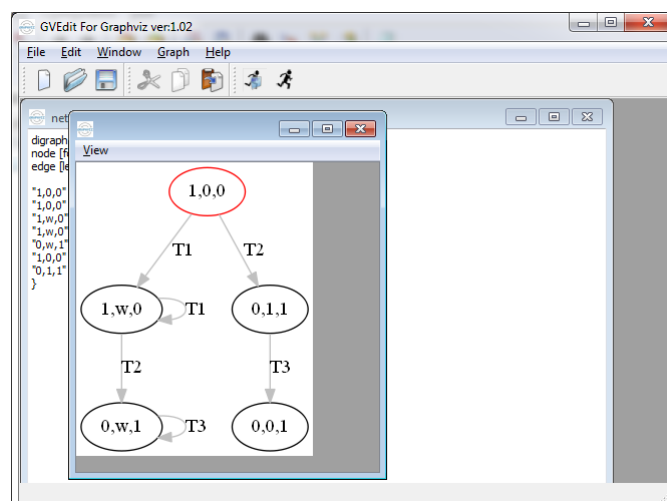 GVEdit For Graphviz ver:1.02
File Edit Window Graph Help
net
digraph
node [f
edge [le
"1,0,0"
"1,0,0"
"1,w,0"
"1,w,0"
"0,w,1"
"1,0,0"
"0,1,1"
}
View
1,0,0
T1 T2
1,w,0 T1 0,1,1
T2 T3
0,w,1 T3 0,0,1